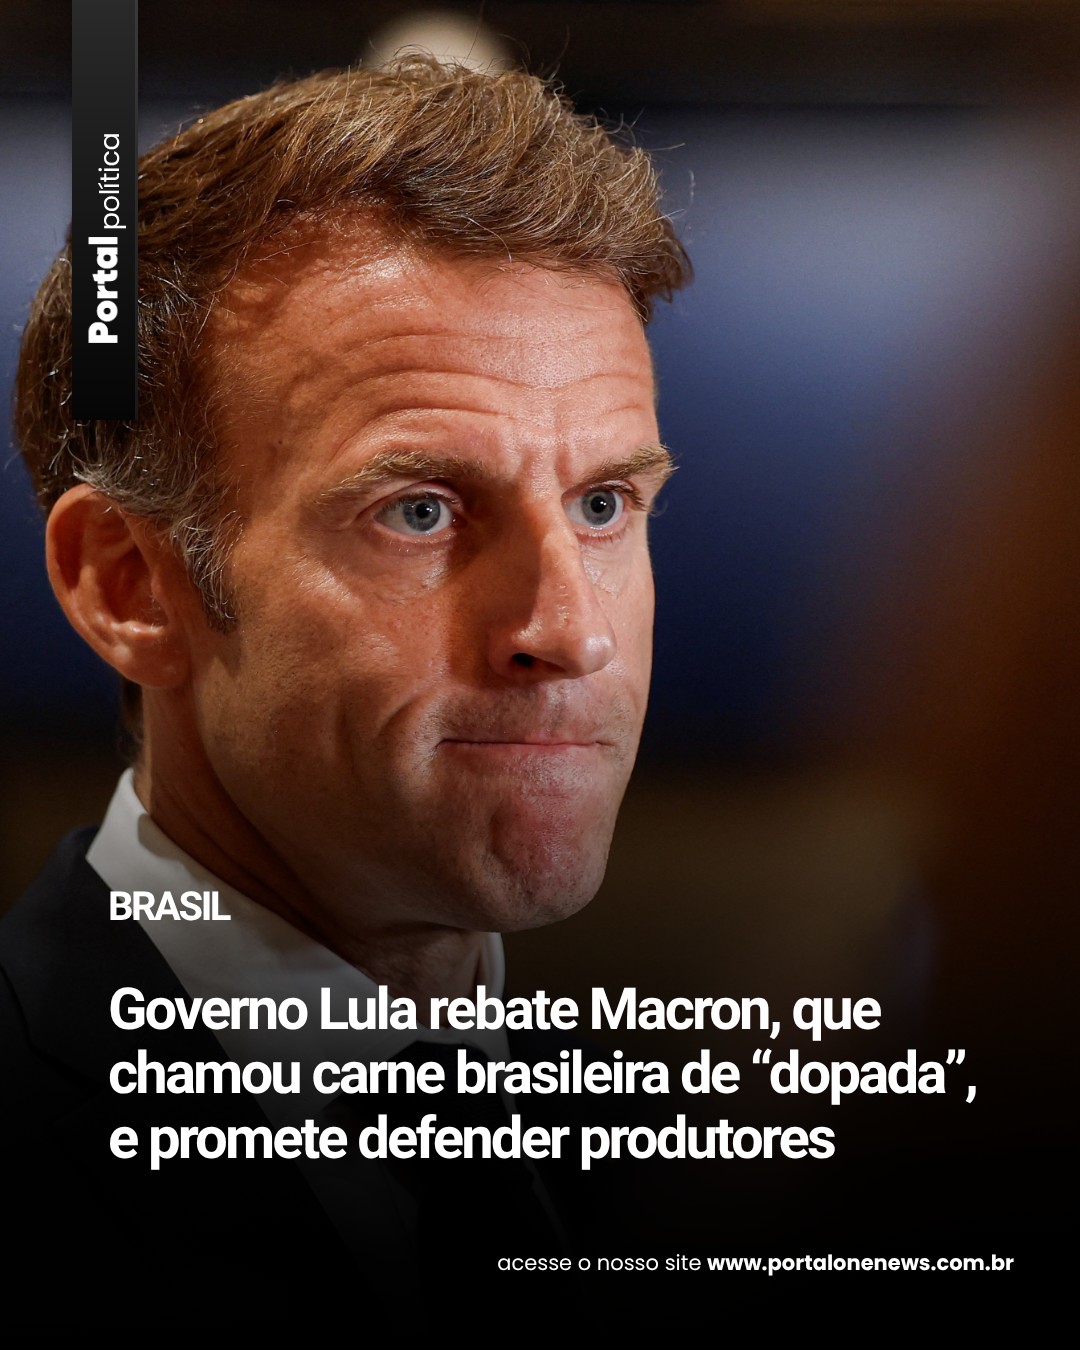 Portal política
BRASIL
Governo Lula rebate Macron, que
chamou carne brasileira de “dopada”,
e promete defender produtores
acesse o nosso site www.portalonenews.com.br